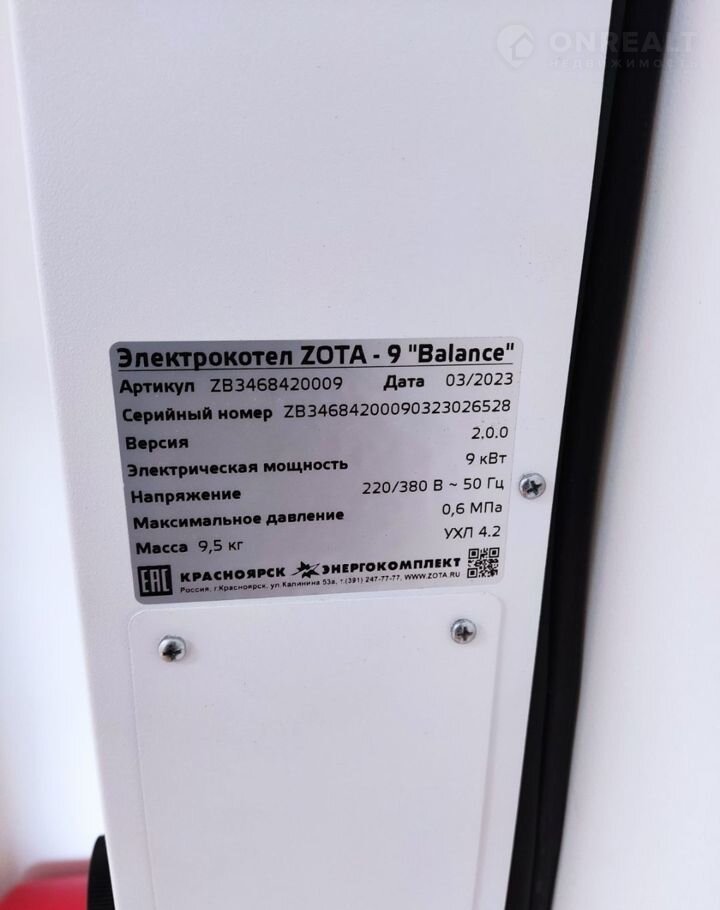 ONREALT
НЕДВИЖИМОСТЬ
Электрокотел ZOTA - 9 "Balance"
Артикул ZB3468420009 Дата 03/2023
Серийный номер ZB34684200090323026528
Версия 2.0.0
Электрическая мощность 9 кВт
Напряжение 220/380 В ~ 50 Гц
Максимальное давление 0,6 МПа
Масса 9,5 кг УХЛ 4.2
EAC КРАСНОЯРСК ЭНЕРГОКОМПЛЕКТ
Россия, г.Красноярск, ул.Калинина 53а, т.(391) 247-77-77, WWW.ZOTA.RU